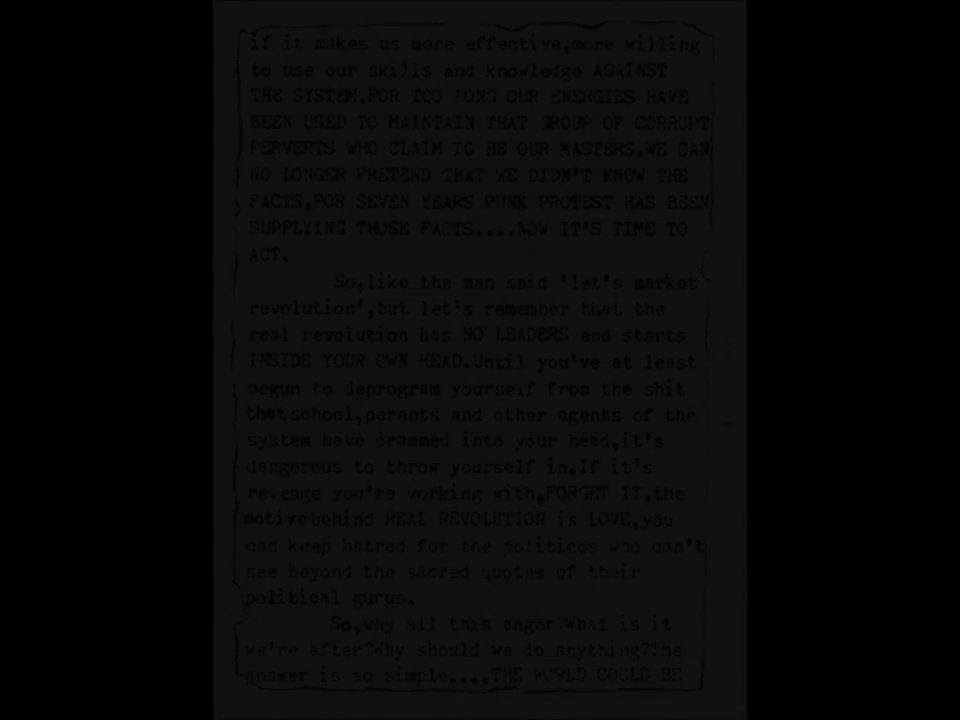 if it makes us more effective,more willing
to use our skills and knowledge AGAINST
THE SYSTEM.FOR TOO LONG OUR ENERGIES HAVE
BEEN USED TO MAINTAIN THAT GROUP OF CORRUPT
PERVERTS WHO CLAIM TO BE OUR MASTERS.WE CAN
NO LONGER PRETEND THAT WE DIDN'T KNOW THE
FACTS,FOR SEVEN YEARS PUNK PROTEST HAS BEEN
SUPPLYING THOSE FACTS....NOW IT'S TIME TO
ACT.
So,like the man said 'let's market
revolution',but let's remember that the
real revolution has NO LEADERS and starts
INSIDE YOUR OWN HEAD.Until you've at least
begun to deprogram yourself from the shit
that school,parents and other agents of the
system have crammed into your head,it's
dangerous to throw yourself in.If it's
revenge you're working with,FORGET IT,the
motive behind REAL REVOLUTION is LOVE,you
can keep hatred for the politicos who can't
see beyond the sacred quotes of their
political gurus.
So,why all this anger?What is it
we're after?Why should we do anything?The
answer is so simple....THE WORLD COULD BE